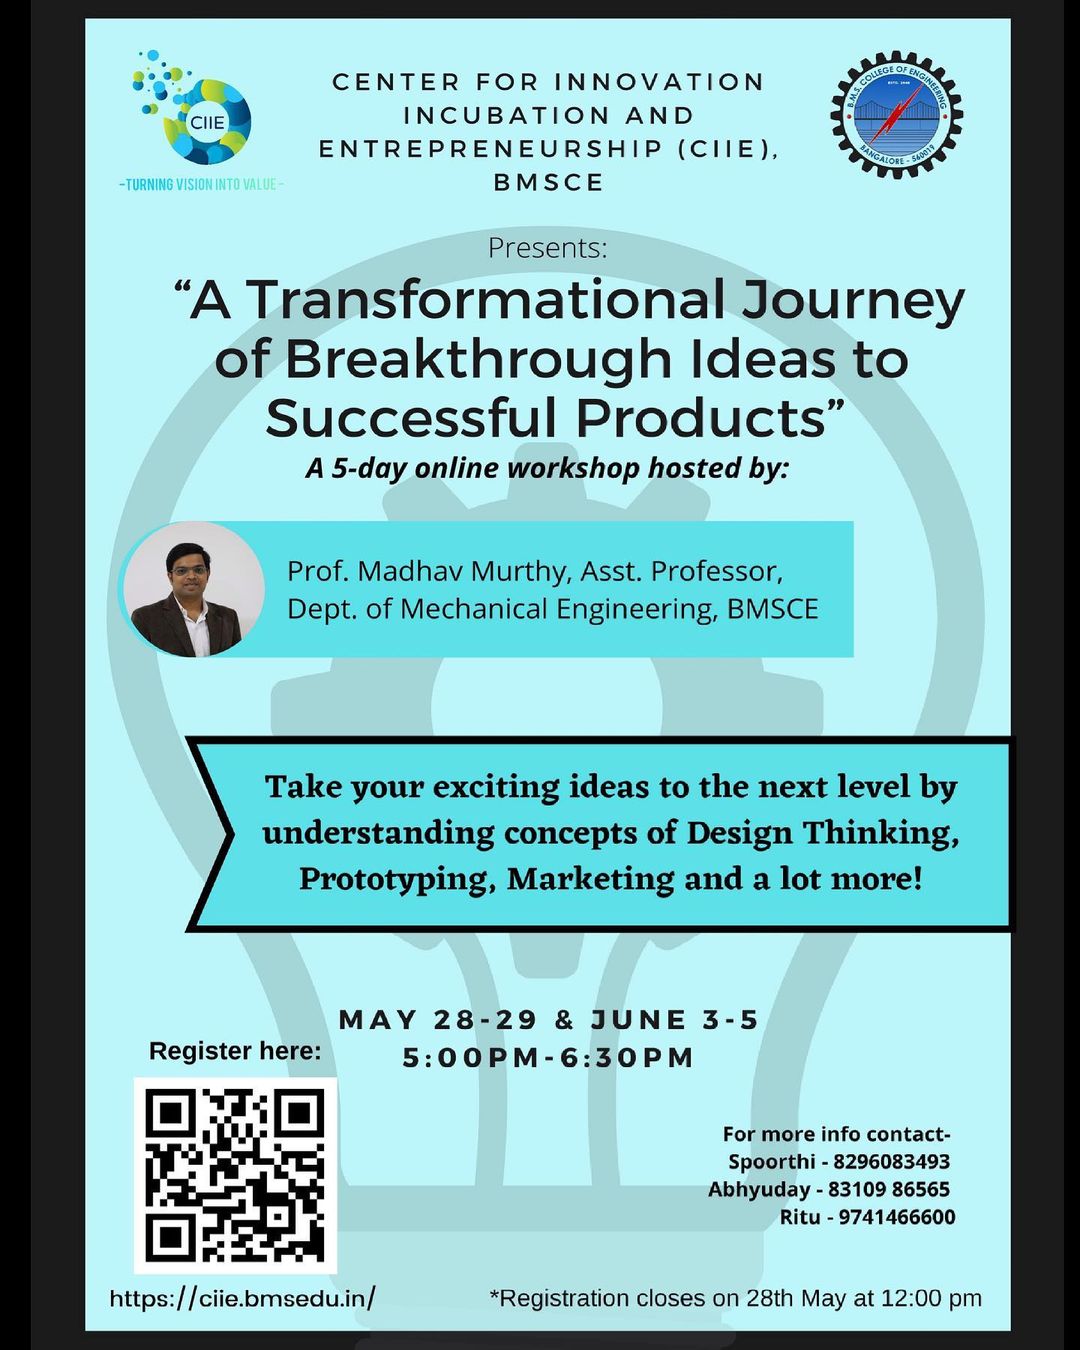 CIIE
-TURNING VISION INTO VALUE-
CENTER FOR INNOVATION
INCUBATION AND
ENTREPRENEURSHIP (CIIE),
BMSCE
B.M.S. COLLEGE OF ENGINEERING
ESTD. 1946
BANGALORE - 560019
Presents:
“A Transformational Journey
of Breakthrough Ideas to
Successful Products”
A 5-day online workshop hosted by:
Prof. Madhav Murthy, Asst. Professor,
Dept. of Mechanical Engineering, BMSCE
Take your exciting ideas to the next level by
understanding concepts of Design Thinking,
Prototyping, Marketing and a lot more!
MAY 28-29 & JUNE 3-5
5:00PM-6:30PM
Register here:
For more info contact-
Spoorthi - 8296083493
Abhyuday - 83109 86565
Ritu - 9741466600
https://ciie.bmsedu.in/
*Registration closes on 28th May at 12:00 pm